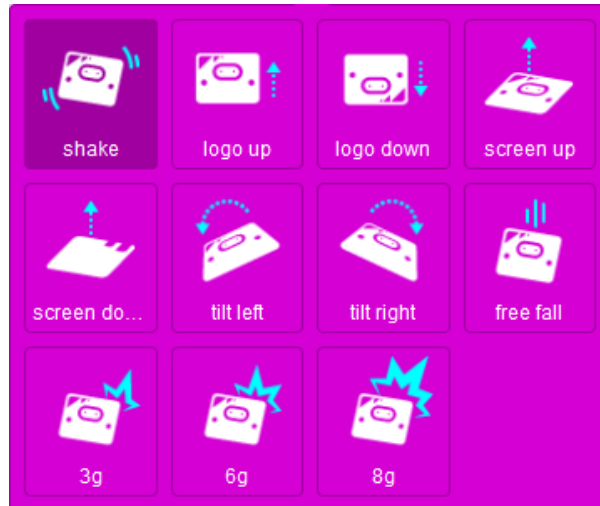 shake
logo up
logo down
screen up
screen do...
tilt left
tilt right
free fall
3g
6g
8g